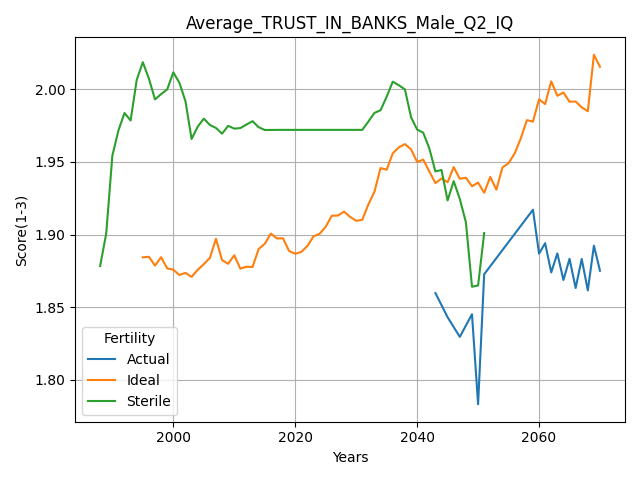 Average_TRUST_IN_BANKS_Male_Q2_IQ
Score(1-3)
2.00
1.95
1.90
1.85
1.80
Fertility
Actual
Ideal
Sterile
2000
2020
2040
2060
Years